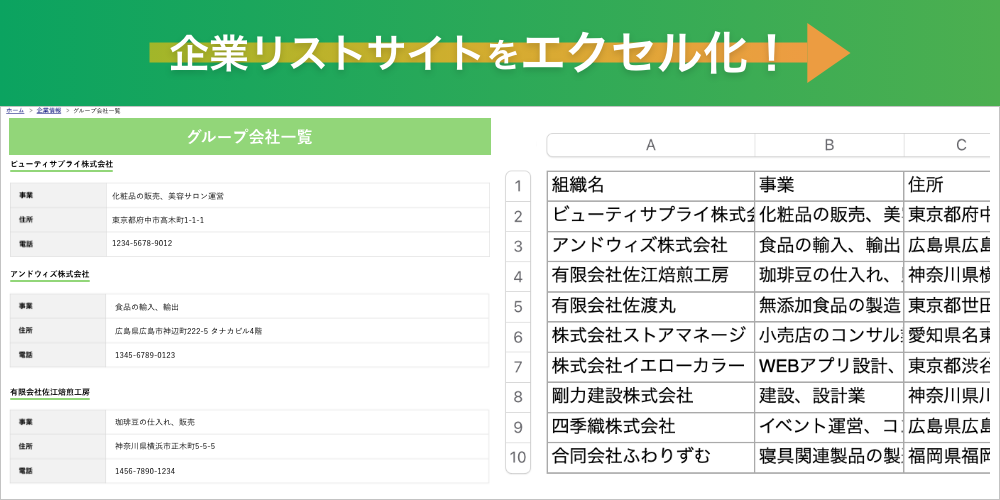 企業リストサイトをエクセル化！
ホーム > 企業情報 > グループ会社一覧
グループ会社一覧
ビューティサプライ株式会社
事業 化粧品の販売、美容サロン運営
住所 東京都府中市高木町1-1-1
電話 1234-5678-9012
アンドウィズ株式会社
事業 食品の輸入、輸出
住所 広島県広島市神辺町222-5 タナカビル4階
電話 1345-6789-0123
有限会社佐江焙煎工房
事業 珈琲豆の仕入れ、販売
住所 神奈川県横浜市正木町5-5-5
電話 1456-7890-1234
A B C
1 組織名 事業 住所
2 ビューティサプライ株式会 化粧品の販売、美 東京都府中
3 アンドウィズ株式会社 食品の輸入、輸出 広島県広島
4 有限会社佐江焙煎工房 珈琲豆の仕入れ、 神奈川県横
5 有限会社佐渡丸 無添加食品の製造 東京都世田
6 株式会社ストアマネージ 小売店のコンサル 愛知県名東
7 株式会社イエローカラー WEBアプリ設計、 東京都渋谷
8 剛力建設株式会社 建設、設計業 神奈川県川
9 四季織株式会社 イベント運営、コ 広島県広島
10 合同会社ふわりずむ 寝具関連製品の製 福岡県福岡